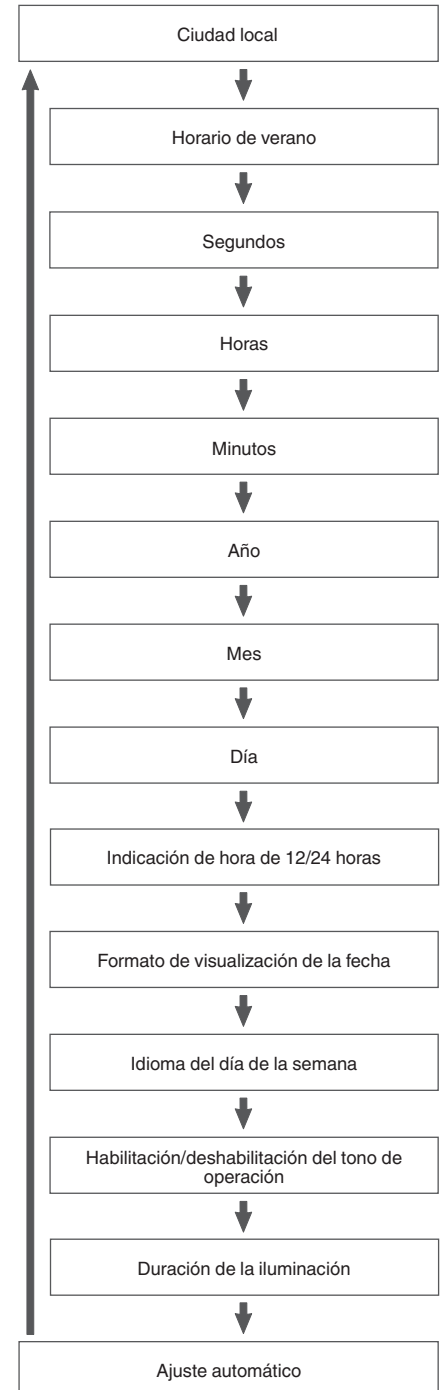 Ciudad local
Horario de verano
Segundos
Horas
Minutos
Año
Mes
Día
Indicación de hora de 12/24 horas
Formato de visualización de la fecha
Idioma del día de la semana
Habilitación/deshabilitación del tono de
operación
Duración de la iluminación
Ajuste automático